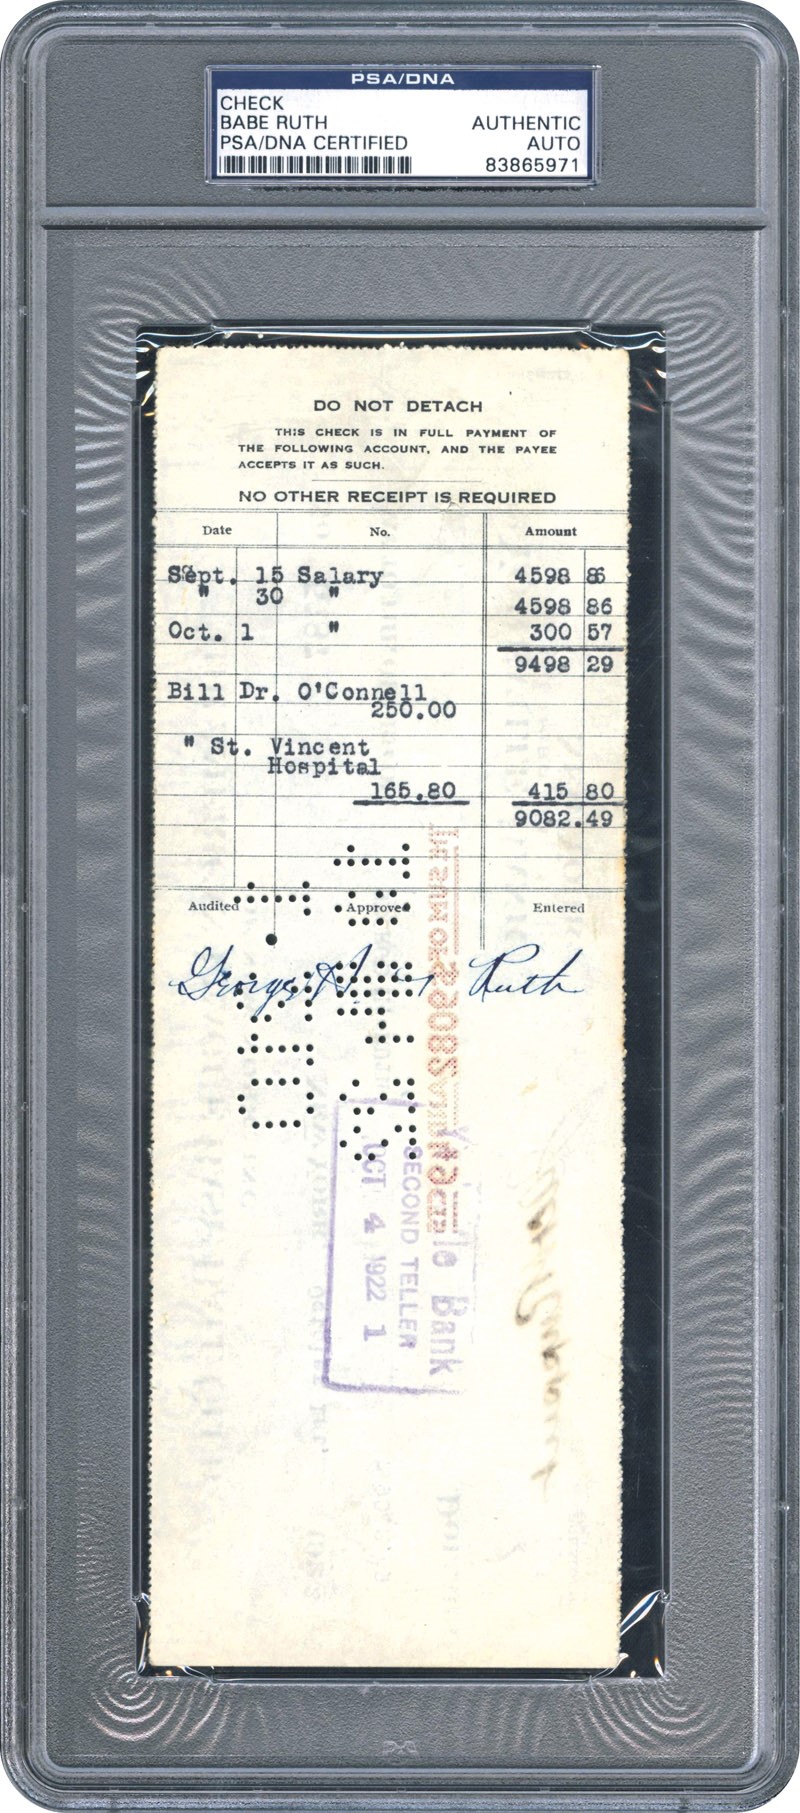 PSA/DNA
CHECK
BABE RUTH
PSA/DNA CERTIFIED
AUTHENTIC
AUTO
83865971
DO NOT DETACH
THIS CHECK IS IN FULL PAYMENT OF
THE FOLLOWING ACCOUNT, AND THE PAYEE
ACCEPTS IT AS SUCH.
NO OTHER RECEIPT IS REQUIRED
Date No. Amount
Sept. 15 Salary 4598 86
" 30 " 4598 86
Oct. 1 " 300 57
9498 29
Bill Dr. O'Connell
250.00
" St. Vincent
Hospital
165.80 415 80
9082.49
Audited Approved Entered
George H. Ruth
Bank
SECOND TELLER
OCT 4 1922 1